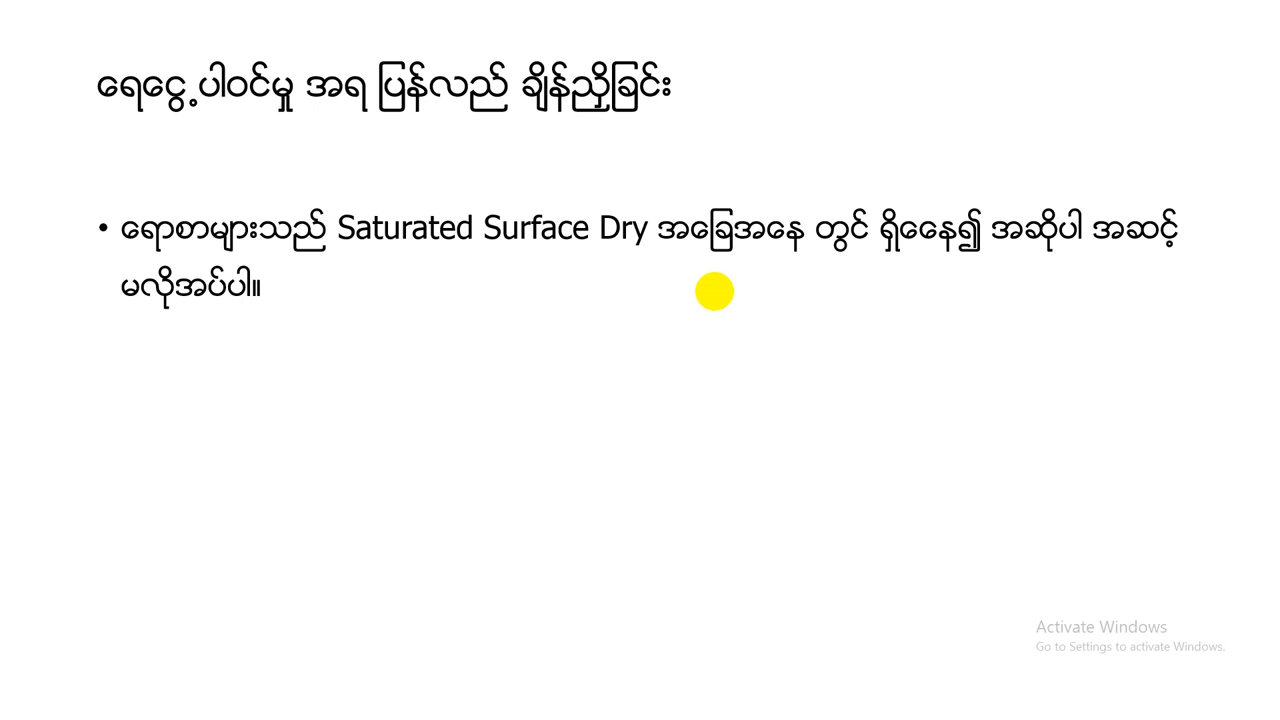 ရေငွေ့ပါဝင်မှု အရ ပြန်လည် ချိန်ညှိခြင်း
• ရောစာများသည် Saturated Surface Dry အခြေအနေ တွင် ရှိနေေ၍ အဆိုပါ အဆင့်
မလိုအပ်ပါ။
Activate Windows
Go to Settings to activate Windows.